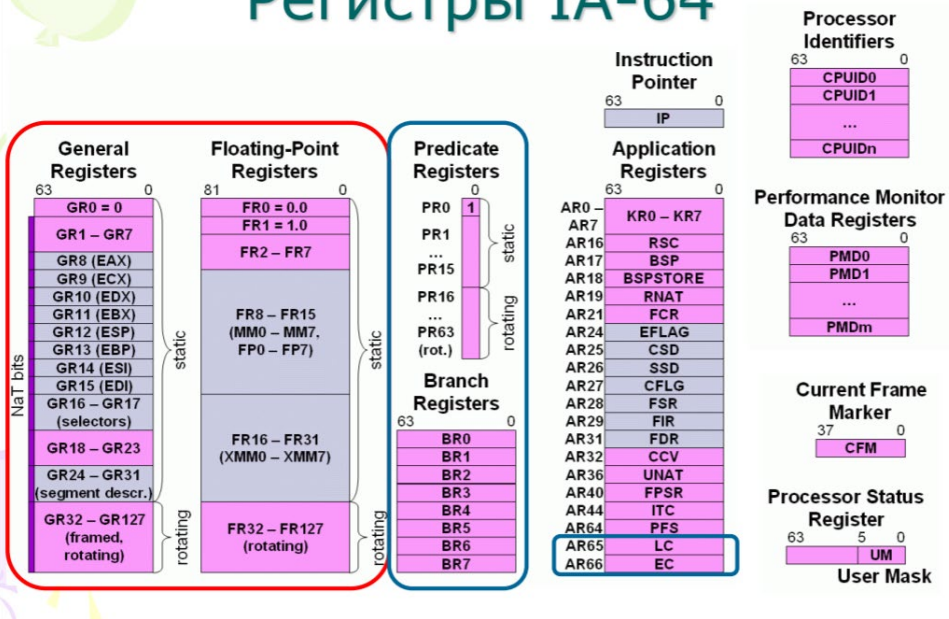 Регистры IA-64
General
Registers
63 0
GR0 = 0
GR1 – GR7
GR8 (EAX)
GR9 (ECX)
GR10 (EDX)
GR11 (EBX)
GR12 (ESP)
GR13 (EBP)
GR14 (ESI)
GR15 (EDI)
GR16 – GR17
(selectors)
GR18 – GR23
GR24 – GR31
(segment descr.)
GR32 – GR127
(framed,
rotating)
NaT bits
static
rotating
Floating-Point
Registers
81 0
FR0 = 0.0
FR1 = 1.0
FR2 – FR7
FR8 – FR15
(MM0 – MM7,
FP0 – FP7)
FR16 – FR31
(XMM0 – XMM7)
FR32 – FR127
(rotating)
static
rotating
Predicate
Registers
0
PR0 1
PR1
...
PR15
PR16
...
PR63
(rot.)
static
rotating
Branch
Registers
63 0
BR0
BR1
BR2
BR3
BR4
BR5
BR6
BR7
Instruction
Pointer
63 0
IP
Application
Registers
63 0
AR0 –
AR7 KR0 – KR7
AR16 RSC
AR17 BSP
AR18 BSPSTORE
AR19 RNAT
AR21 FCR
AR24 EFLAG
AR25 CSD
AR26 SSD
AR27 CFLG
AR28 FSR
AR29 FIR
AR31 FDR
AR32 CCV
AR36 UNAT
AR40 FPSR
AR44 ITC
AR64 PFS
AR65 LC
AR66 EC
Processor
Identifiers
63 0
CPUID0
CPUID1
...
CPUIDn
Performance Monitor
Data Registers
63 0
PMD0
PMD1
...
PMDm
Current Frame
Marker
37 0
CFM
Processor Status
Register
63 5 0
UM
User Mask